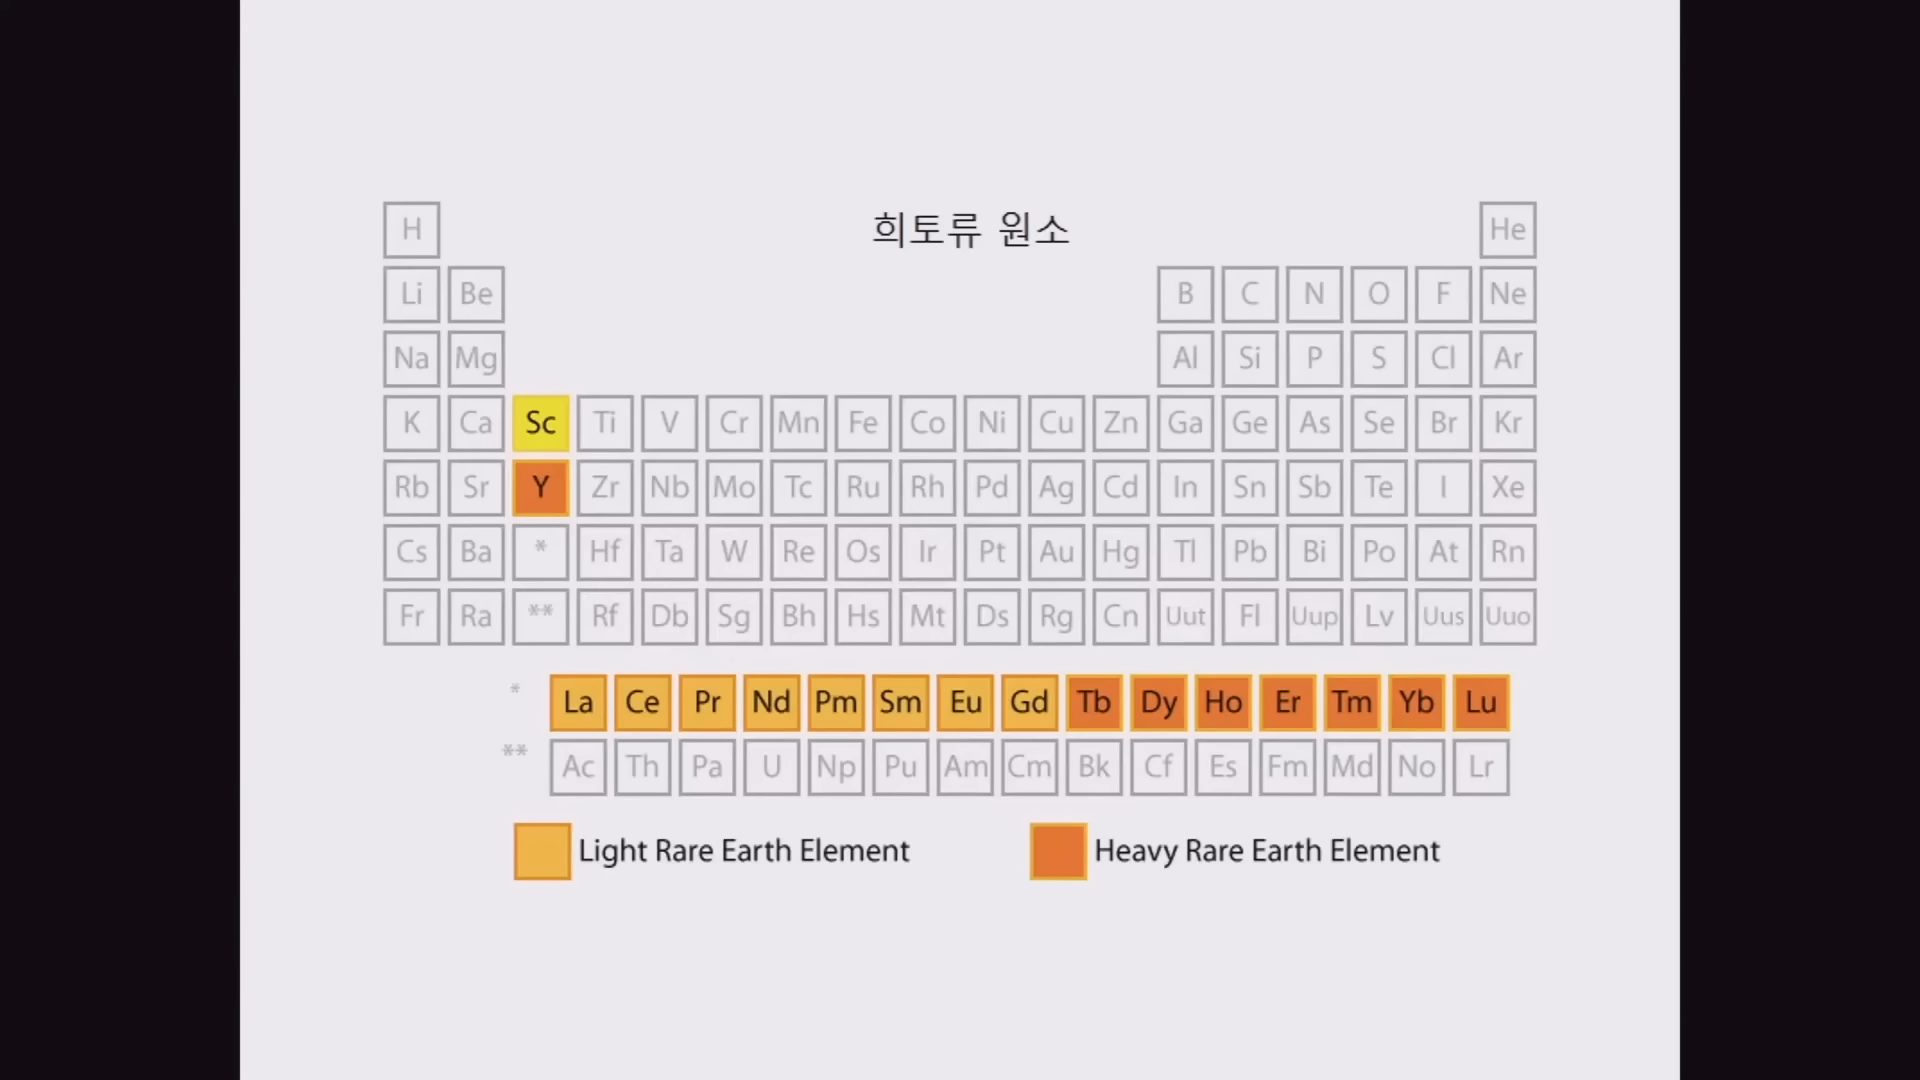 H 희토류 원소 He
Li Be B C N O F Ne
Na Mg Al Si P S Cl Ar
K Ca Sc Ti V Cr Mn Fe Co Ni Cu Zn Ga Ge As Se Br Kr
Rb Sr Y Zr Nb Mo Tc Ru Rh Pd Ag Cd In Sn Sb Te I Xe
Cs Ba * Hf Ta W Re Os Ir Pt Au Hg Tl Pb Bi Po At Rn
Fr Ra ** Rf Db Sg Bh Hs Mt Ds Rg Cn Uut Fl Uup Lv Uus Uuo
* La Ce Pr Nd Pm Sm Eu Gd Tb Dy Ho Er Tm Yb Lu
** Ac Th Pa U Np Pu Am Cm Bk Cf Es Fm Md No Lr
Light Rare Earth Element Heavy Rare Earth Element